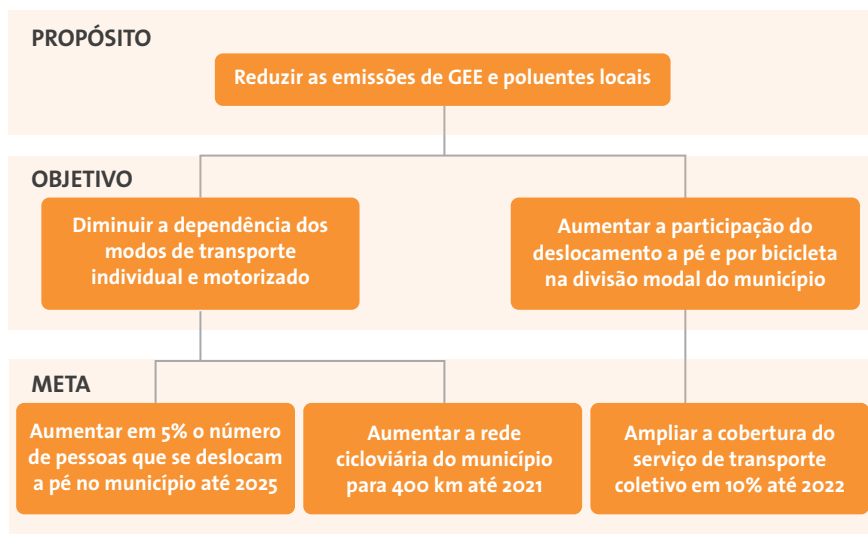 PROPÓSITO
Reduzir as emissões de GEE e poluentes locais
OBJETIVO
Diminuir a dependência dos
modos de transporte
individual e motorizado
Aumentar a participação do
deslocamento a pé e por bicicleta
na divisão modal do município
META
Aumentar em 5% o número
de pessoas que se deslocam
a pé no município até 2025
Aumentar a rede
cicloviária do município
para 400 km até 2021
Ampliar a cobertura do
serviço de transporte
coletivo em 10% até 2022